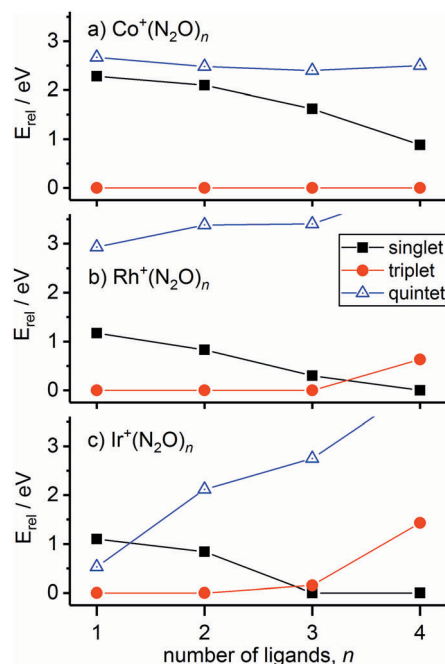 a) Co⁺(N₂O)ₙ
E_rel / eV
3
2
1
0
b) Rh⁺(N₂O)ₙ
singlet
triplet
quintet
E_rel / eV
3
2
1
0
c) Ir⁺(N₂O)ₙ
E_rel / eV
3
2
1
0
1 2 3 4
number of ligands, n